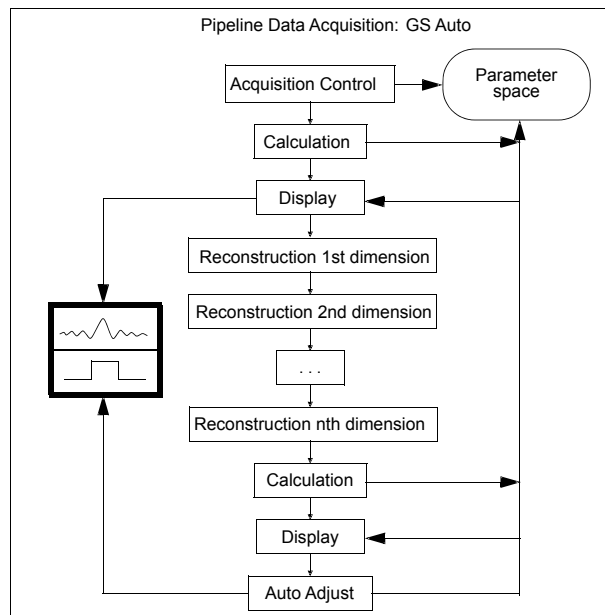 Pipeline Data Acquisition: GS Auto
Acquisition Control
Parameter
space
Calculation
Display
Reconstruction 1st dimension
Reconstruction 2nd dimension
. . .
Reconstruction nth dimension
Calculation
Display
Auto Adjust